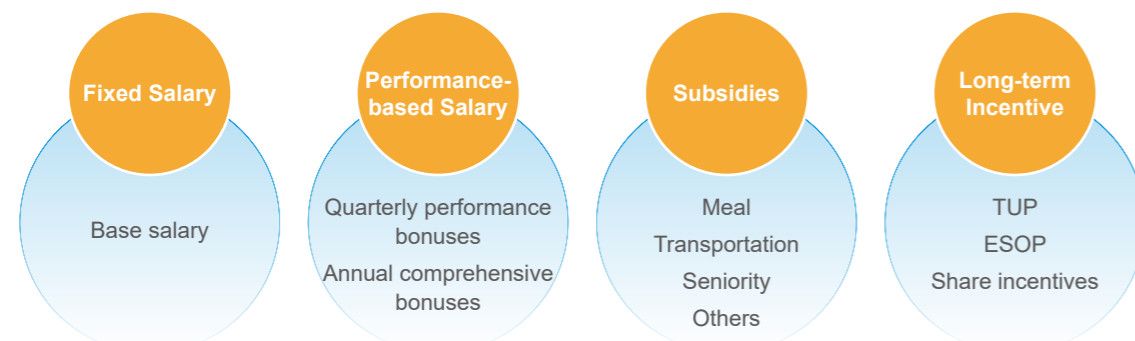 Fixed Salary
Base salary
Performance-
based Salary
Quarterly performance
bonuses
Annual comprehensive
bonuses
Subsidies
Meal
Transportation
Seniority
Others
Long-term
Incentive
TUP
ESOP
Share incentives